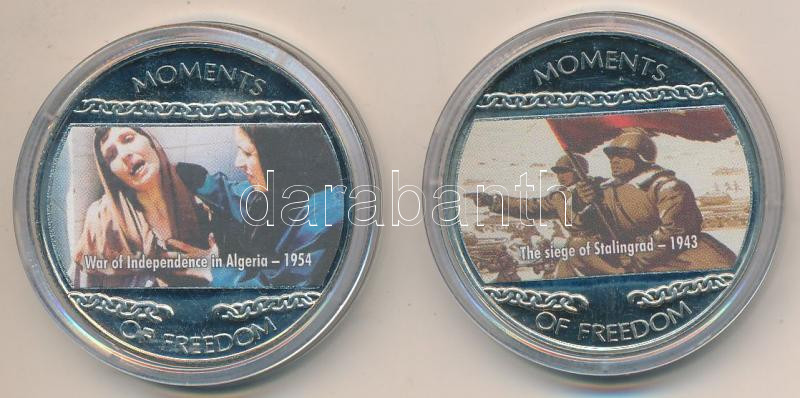 MOMENTS
War of Independence in Algeria – 1954
OF FREEDOM
MOMENTS
The siege of Stalingrad – 1943
OF FREEDOM
darabanth